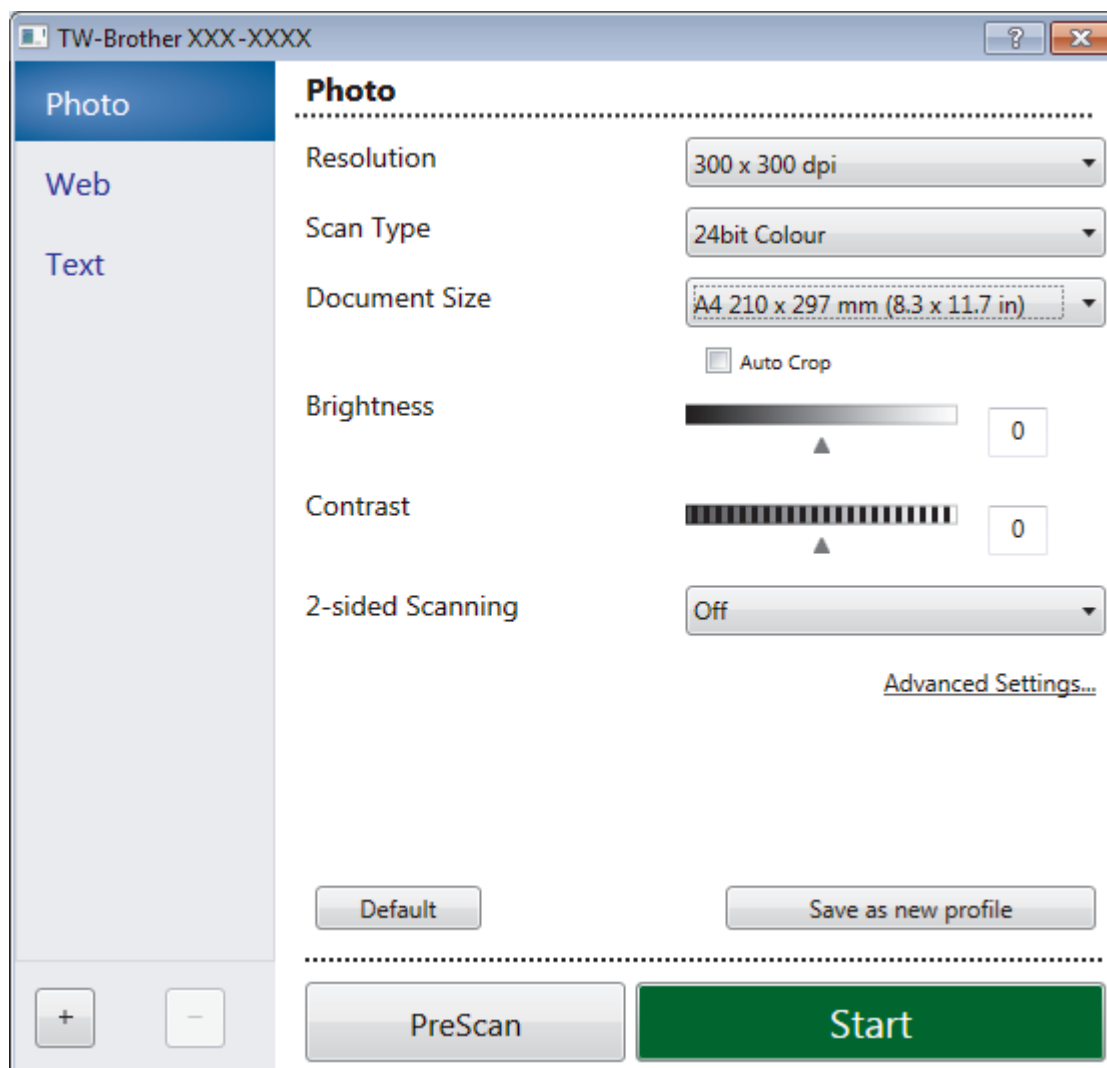 TW-Brother XXX-XXXX
?
Photo
Web
Text
Photo
Resolution
300 x 300 dpi
Scan Type
24bit Colour
Document Size
A4 210 x 297 mm (8.3 x 11.7 in)
Auto Crop
Brightness
0
Contrast
0
2-sided Scanning
Off
Advanced Settings...
Default
Save as new profile
+
−
PreScan
Start